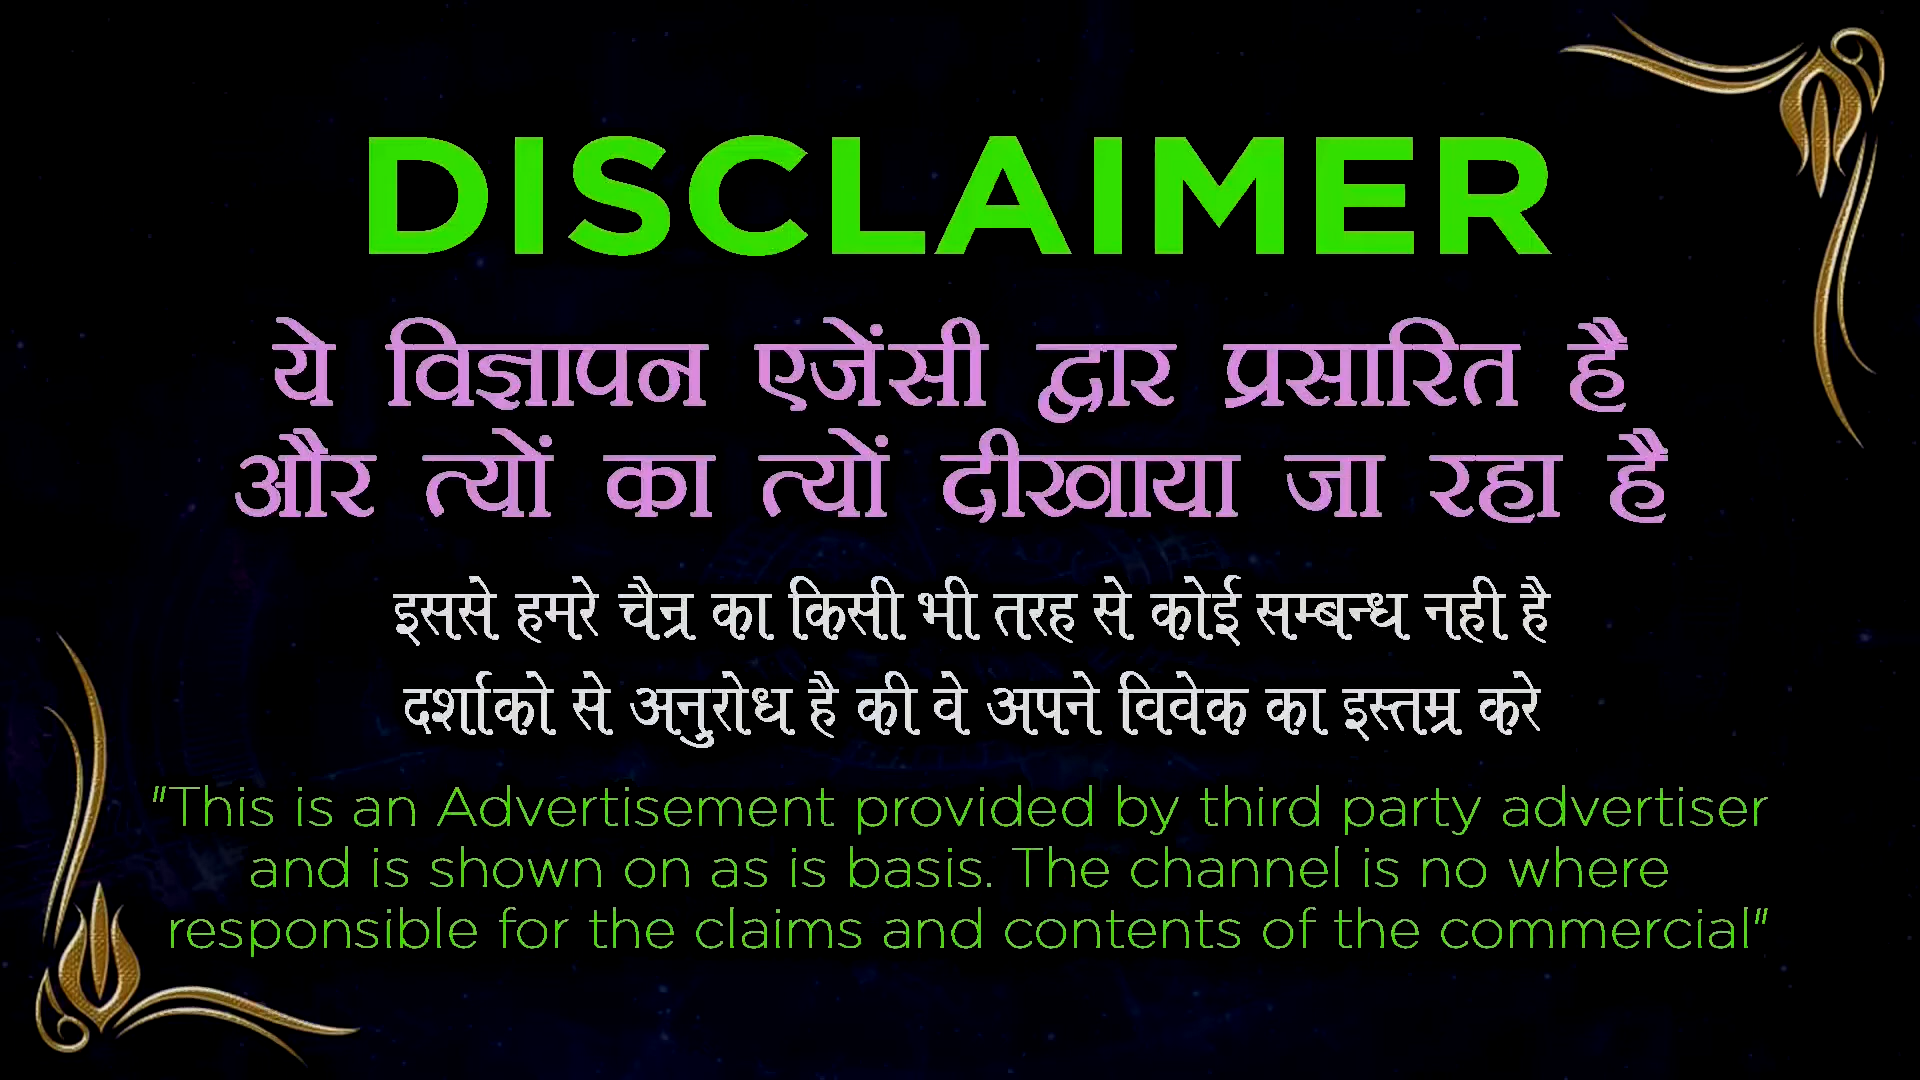 DISCLAIMER
ये विज्ञापन एजेंसी द्वार प्रसारित है
और त्यों का त्यों दीखाया जा रहा है
इससे हमरे चैन्र का किसी भी तरह से कोई सम्बन्ध नही है
दर्शाको से अनुरोध है की वे अपने विवेक का इस्तम्र करे
"This is an Advertisement provided by third party advertiser
and is shown on as is basis. The channel is no where
responsible for the claims and contents of the commercial"